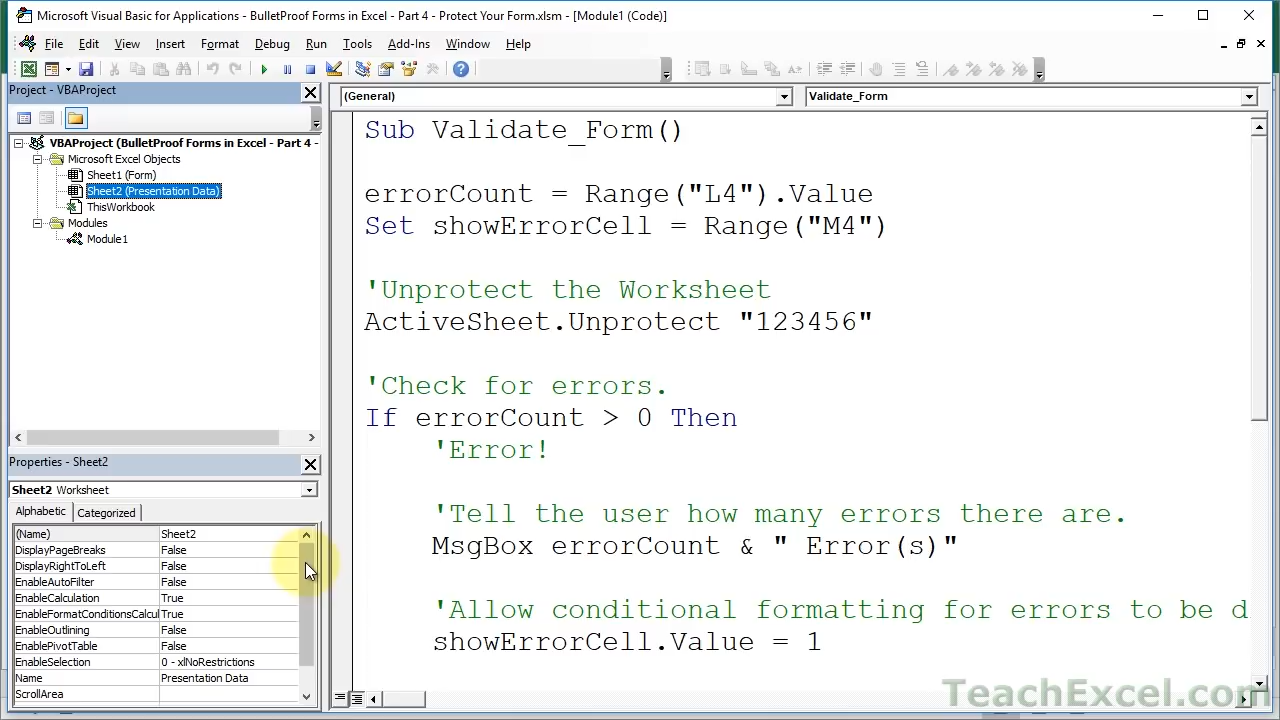 Microsoft Visual Basic for Applications - BulletProof Forms in Excel - Part 4 - Protect Your Form.xlsm - [Module1 (Code)]
File Edit View Insert Format Debug Run Tools Add-Ins Window Help
Project - VBAProject
(General)
Validate_Form
VBAProject (BulletProof Forms in Excel - Part 4 -
Microsoft Excel Objects
Sheet1 (Form)
Sheet2 (Presentation Data)
ThisWorkbook
Modules
Module1
Properties - Sheet2
Sheet2 Worksheet
Alphabetic Categorized
(Name) Sheet2
DisplayPageBreaks False
DisplayRightToLeft False
EnableAutoFilter False
EnableCalculation True
EnableFormatConditionsCalcul True
EnableOutlining False
EnablePivotTable False
EnableSelection 0 - xlNoRestrictions
Name Presentation Data
ScrollArea
Sub Validate_Form()
errorCount = Range("L4").Value
Set showErrorCell = Range("M4")
'Unprotect the Worksheet
ActiveSheet.Unprotect "123456"
'Check for errors.
If errorCount > 0 Then
'Error!
'Tell the user how many errors there are.
MsgBox errorCount & " Error(s)"
'Allow conditional formatting for errors to be d
showErrorCell.Value = 1
TeachExcel.com